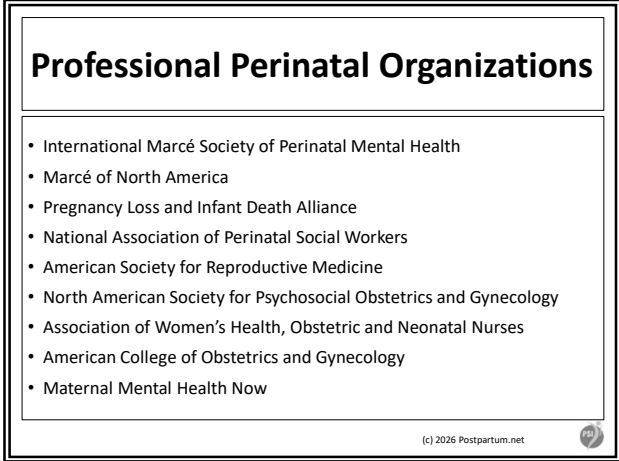 Professional Perinatal Organizations
• International Marcé Society of Perinatal Mental Health
• Marcé of North America
• Pregnancy Loss and Infant Death Alliance
• National Association of Perinatal Social Workers
• American Society for Reproductive Medicine
• North American Society for Psychosocial Obstetrics and Gynecology
• Association of Women’s Health, Obstetric and Neonatal Nurses
• American College of Obstetrics and Gynecology
• Maternal Mental Health Now
(c) 2026 Postpartum.net
PSI